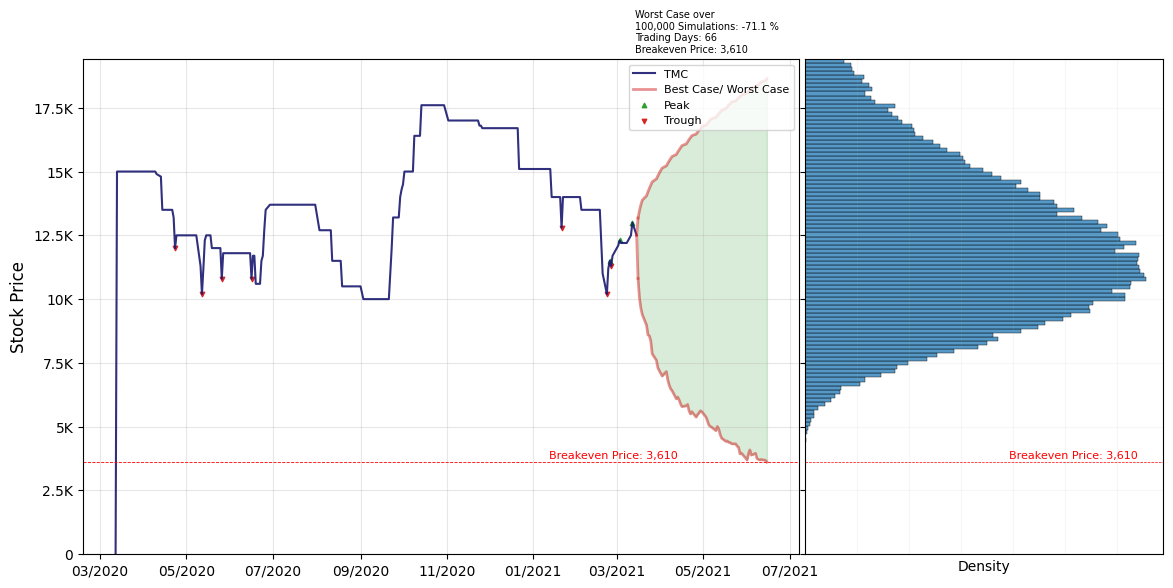 Worst Case over
100,000 Simulations: -71.1 %
Trading Days: 66
Breakeven Price: 3,610
TMC
Best Case/ Worst Case
Peak
Trough
Stock Price
17.5K
15K
12.5K
10K
7.5K
5K
2.5K
0
Breakeven Price: 3,610
Breakeven Price: 3,610
03/2020
05/2020
07/2020
09/2020
11/2020
01/2021
03/2021
05/2021
07/2021
Density